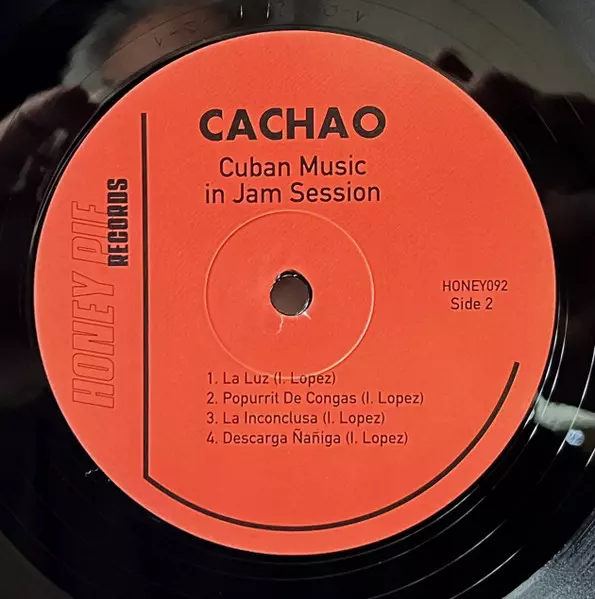 CACHAO
Cuban Music
in Jam Session
HONEY PIE
RECORDS
HONEY092
Side 2
1. La Luz (I. Lopez)
2. Popurrit De Congas (I. Lopez)
3. La Inconclusa (I. Lopez)
4. Descarga Ñañiga (I. Lopez)